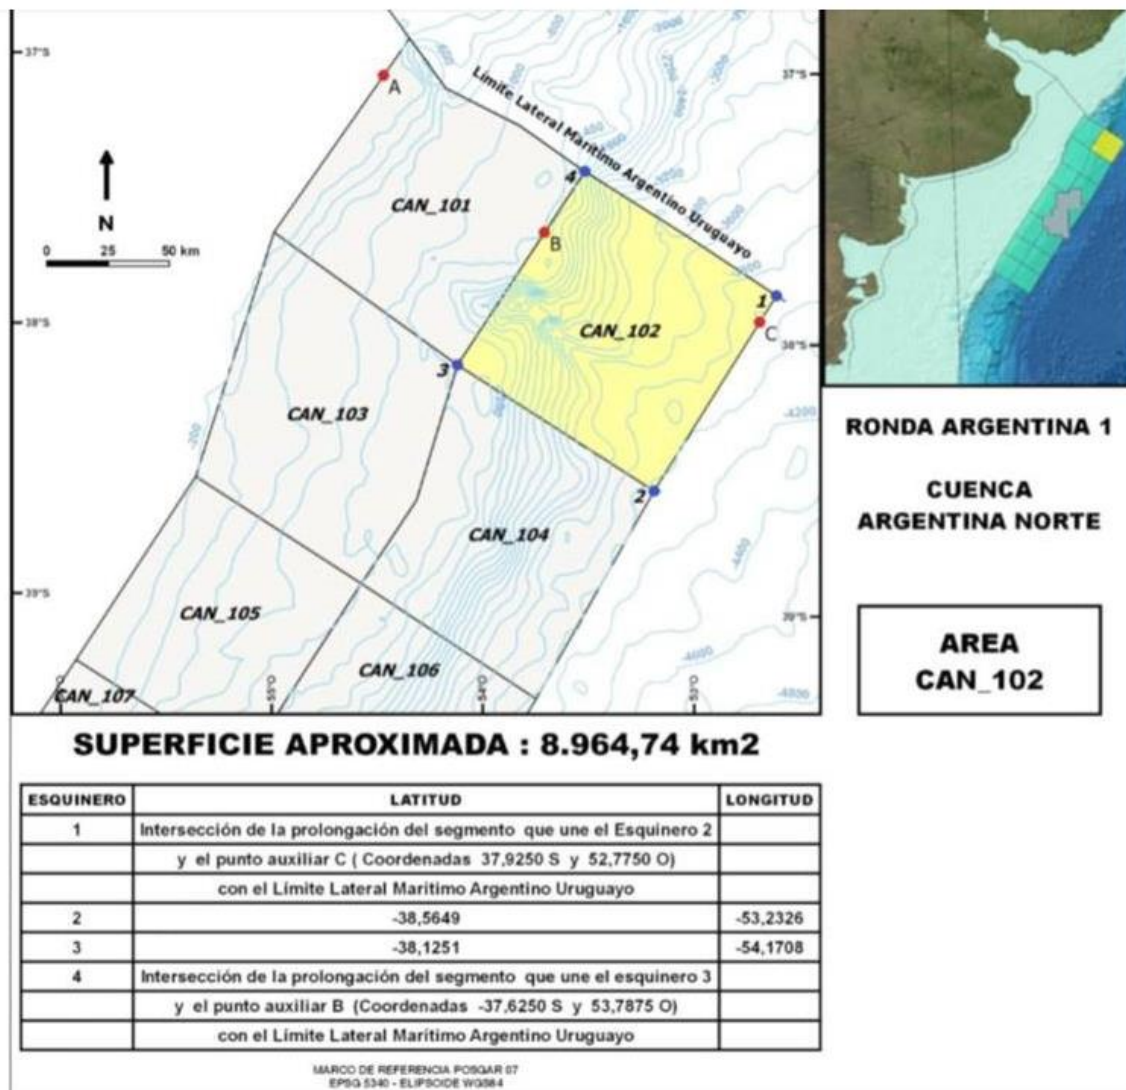 37°S
37°S
Límite Lateral Marítimo Argentino Uruguayo
A
N
0 25 50 km
4
CAN_101
B
1
C
CAN_102
38°S
38°S
3
-4200
CAN_103
-200
2
CAN_104
-4400
39°S
39°S
CAN_105
CAN_106
-4600
CAN_107
-55°O
-54°O
-53°O
-4800
RONDA ARGENTINA 1
CUENCA
ARGENTINA NORTE
AREA
CAN_102
SUPERFICIE APROXIMADA : 8.964,74 km2
ESQUINERO LATITUD LONGITUD
1 Intersección de la prolongación del segmento que une el Esquinero 2
y el punto auxiliar C ( Coordenadas 37,9250 S y 52,7750 O)
con el Límite Lateral Marítimo Argentino Uruguayo
2 -38,5649 -53,2326
3 -38,1251 -54,1708
4 Intersección de la prolongación del segmento que une el esquinero 3
y el punto auxiliar B (Coordenadas -37,6250 S y 53,7875 O)
con el Límite Lateral Marítimo Argentino Uruguayo
MARCO DE REFERENCIA POSGAR 07
EPSG 5340 - ELIPSOIDE WGS84